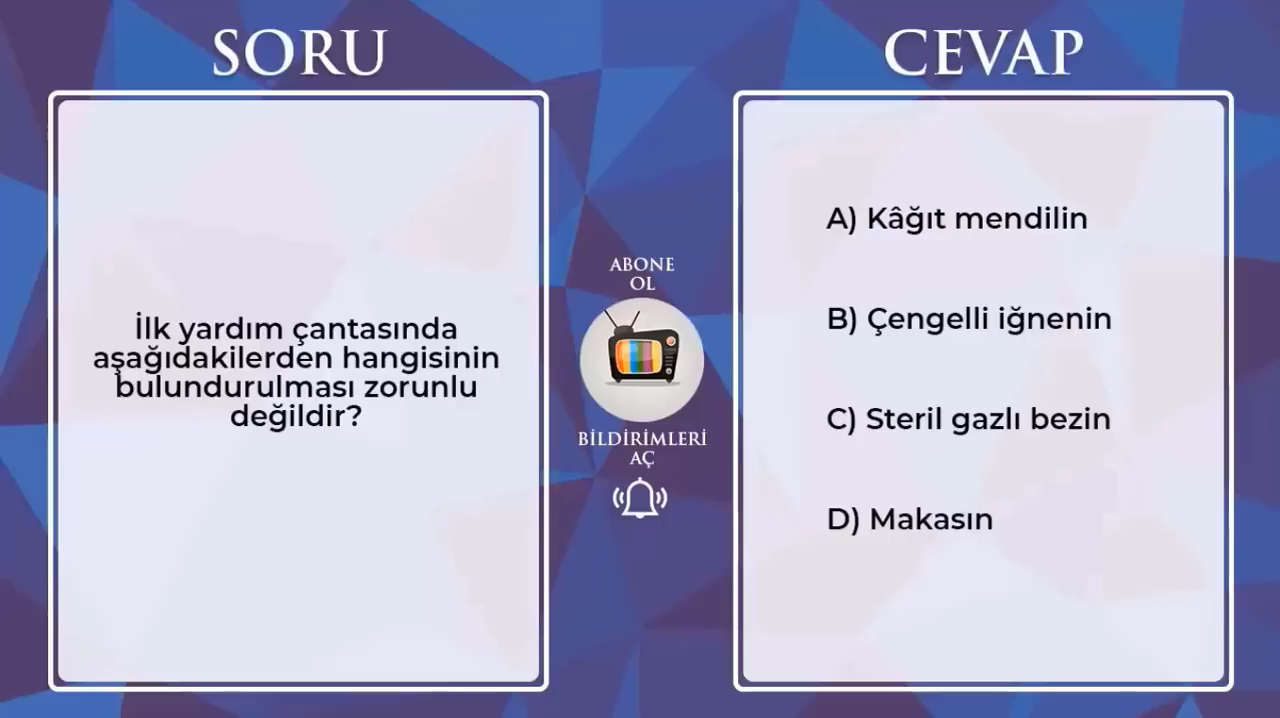 SORU
İlk yardım çantasında
aşağıdakilerden hangisinin
bulundurulması zorunlu
değildir?
ABONE
OL
BİLDİRİMLERİ
AÇ
CEVAP
A) Kâğıt mendilin
B) Çengelli iğnenin
C) Steril gazlı bezin
D) Makasın